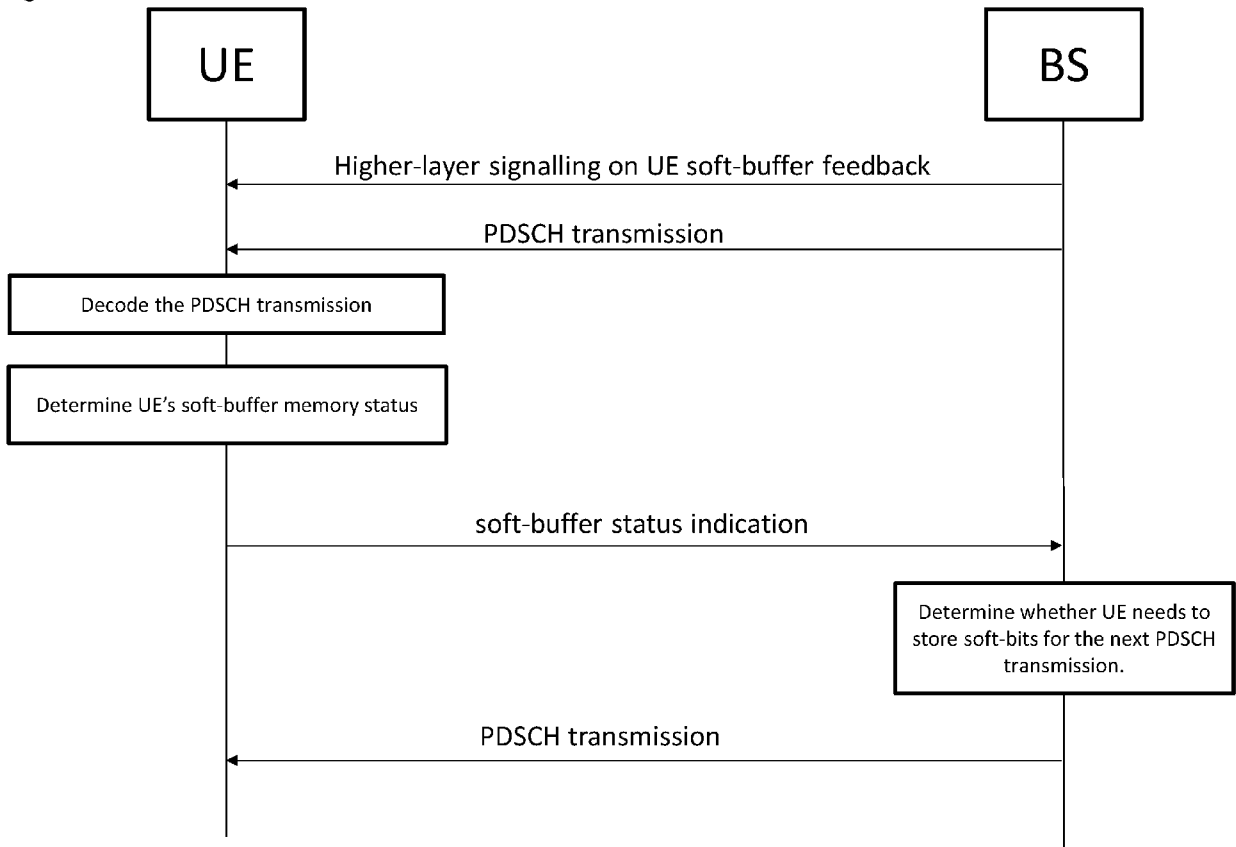 UE
BS
Higher-layer signalling on UE soft-buffer feedback
PDSCH transmission
Decode the PDSCH transmission
Determine UE’s soft-buffer memory status
soft-buffer status indication
Determine whether UE needs to
store soft-bits for the next PDSCH
transmission.
PDSCH transmission